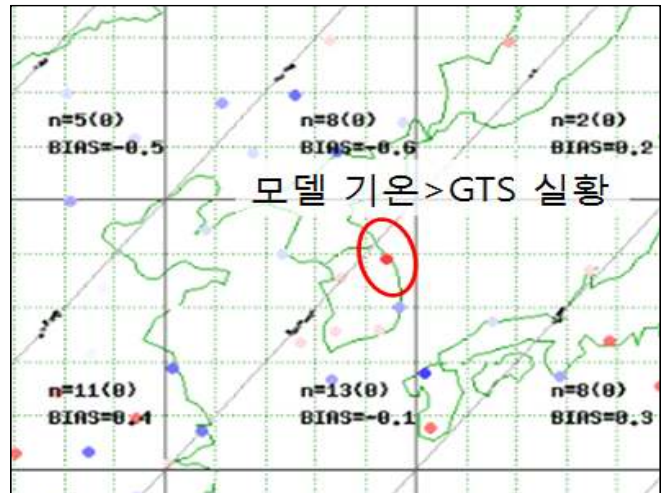 n=5(0)
BIAS=-0.5
n=8(0)
BIAS=-0.6
n=2(0)
BIAS=0.2
모델 기온>GTS 실황
n=11(0)
BIAS=0.4
n=13(0)
BIAS=-0.1
n=8(0)
BIAS=0.3